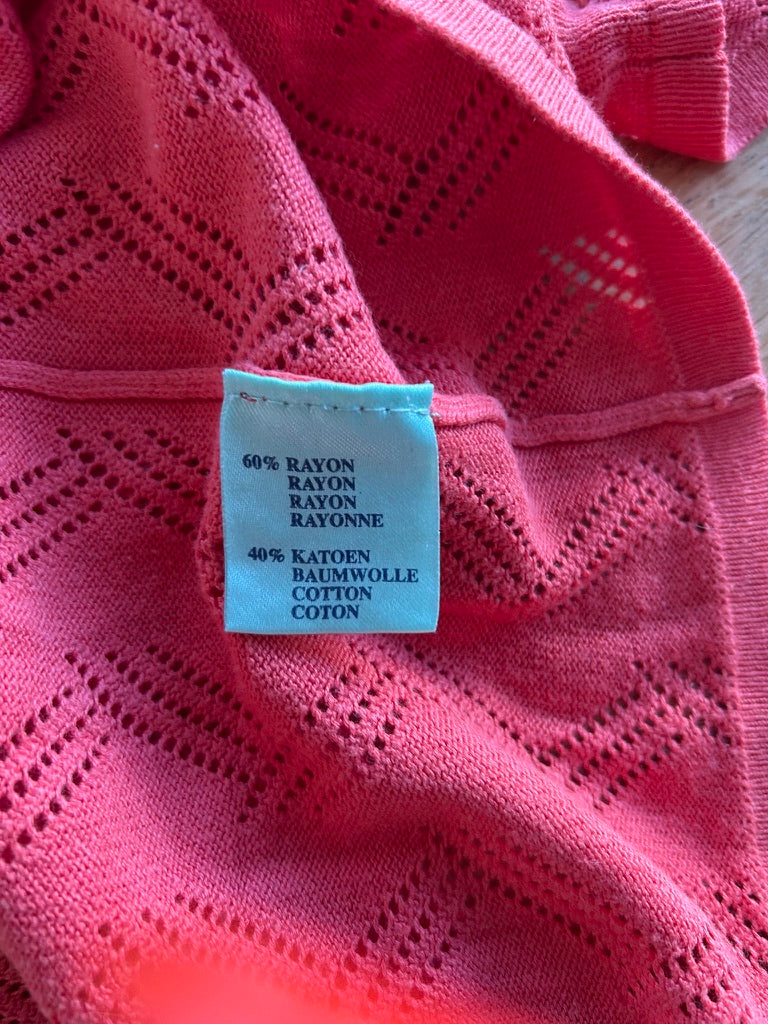 60% RAYON
RAYON
RAYON
RAYONNE
40% KATOEN
BAUMWOLLE
COTTON
COTON